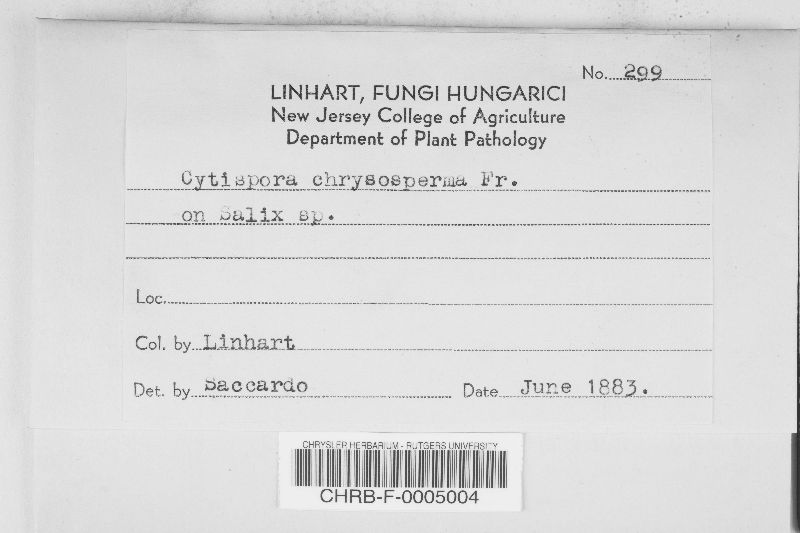 No. 299
LINHART, FUNGI HUNGARICI
New Jersey College of Agriculture
Department of Plant Pathology
Cytispora chrysosperma Fr.
on Salix sp.
Loc.
Col. by Linhart
Det. by Saccardo Date June 1883.
CHRYSLER HERBARIUM - RUTGERS UNIVERSITY
CHRB-F-0005004